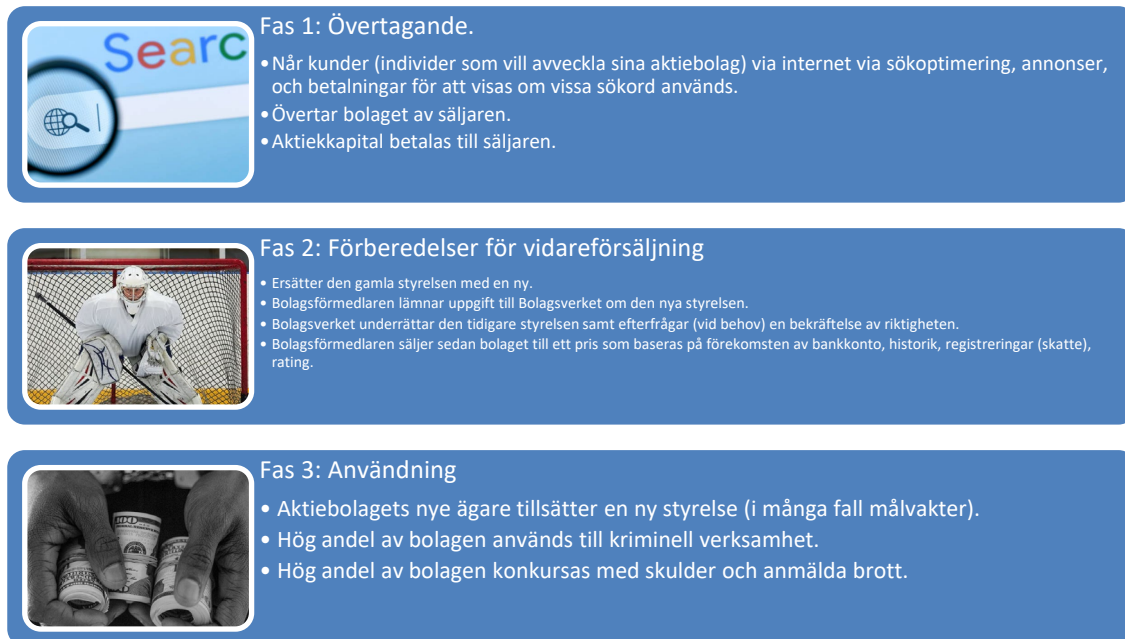 Searc
Fas 1: Övertagande.
•Når kunder (individer som vill avveckla sina aktiebolag) via internet via sökoptimering, annonser,
och betalningar för att visas om vissa sökord används.
•Övertar bolaget av säljaren.
•Aktiekkapital betalas till säljaren.
Fas 2: Förberedelser för vidareförsäljning
• Ersätter den gamla styrelsen med en ny.
• Bolagsförmedlaren lämnar uppgift till Bolagsverket om den nya styrelsen.
• Bolagsverket underrättar den tidigare styrelsen samt efterfrågar (vid behov) en bekräftelse av riktigheten.
• Bolagsförmedlaren säljer sedan bolaget till ett pris som baseras på förekomsten av bankkonto, historik, registreringar (skatte),
rating.
Fas 3: Användning
• Aktiebolagets nye ägare tillsätter en ny styrelse (i många fall målvakter).
• Hög andel av bolagen används till kriminell verksamhet.
• Hög andel av bolagen konkursas med skulder och anmälda brott.